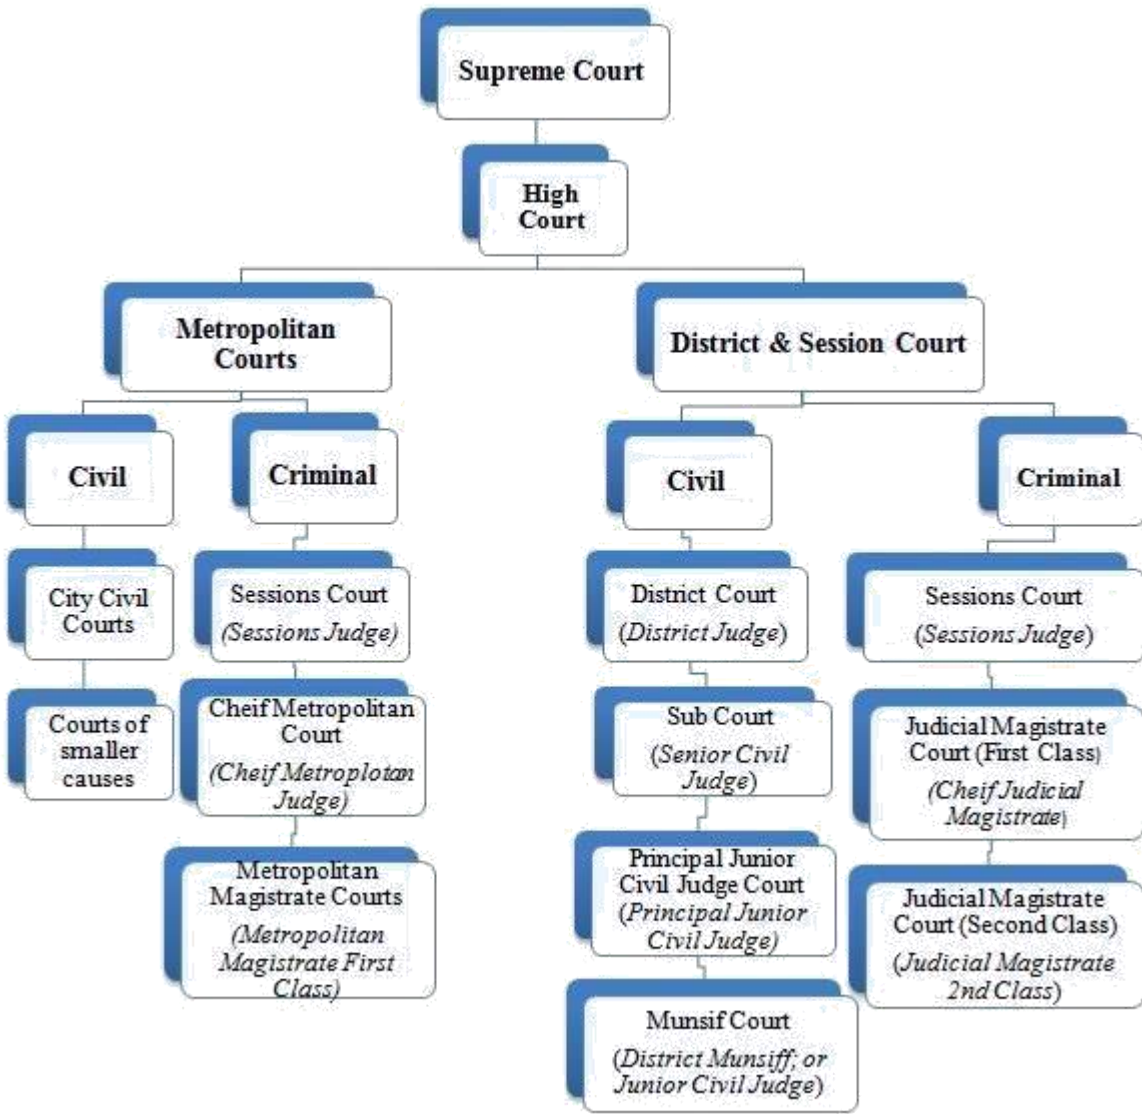 Supreme Court
High
Court
Metropolitan
Courts
District & Session Court
Civil
Criminal
Civil
Criminal
City Civil
Courts
Sessions Court
(Sessions Judge)
District Court
(District Judge)
Sessions Court
(Sessions Judge)
Courts of
smaller
causes
Cheif Metropolitan
Court
(Cheif Metroplotan
Judge)
Sub Court
(Senior Civil
Judge)
Judicial Magistrate
Court (First Class)
(Cheif Judicial
Magistrate)
Metropolitan
Magistrate Courts
(Metropolitan
Magistrate First
Class)
Principal Junior
Civil Judge Court
(Principal Junior
Civil Judge)
Judicial Magistrate
Court (Second Class)
(Judicial Magistrate
2nd Class)
Munsif Court
(District Munsiff; or
Junior Civil Judge)